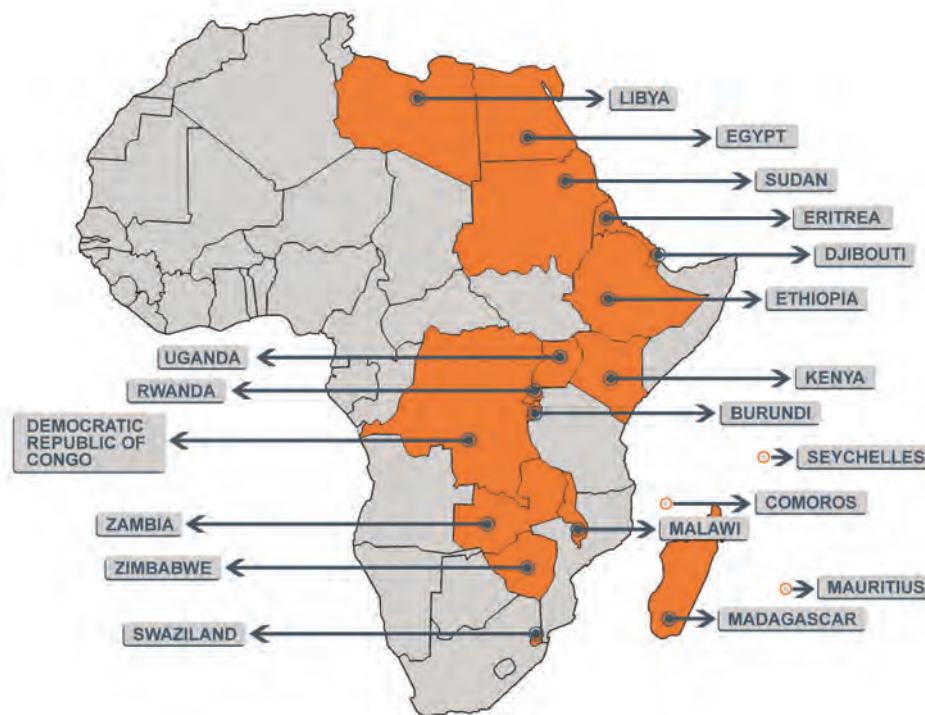 LIBYA
EGYPT
SUDAN
ERITREA
DJIBOUTI
ETHIOPIA
UGANDA
KENYA
RWANDA
BURUNDI
DEMOCRATIC
REPUBLIC OF
CONGO
SEYCHELLES
COMOROS
ZAMBIA
MALAWI
ZIMBABWE
MAURITIUS
MADAGASCAR
SWAZILAND